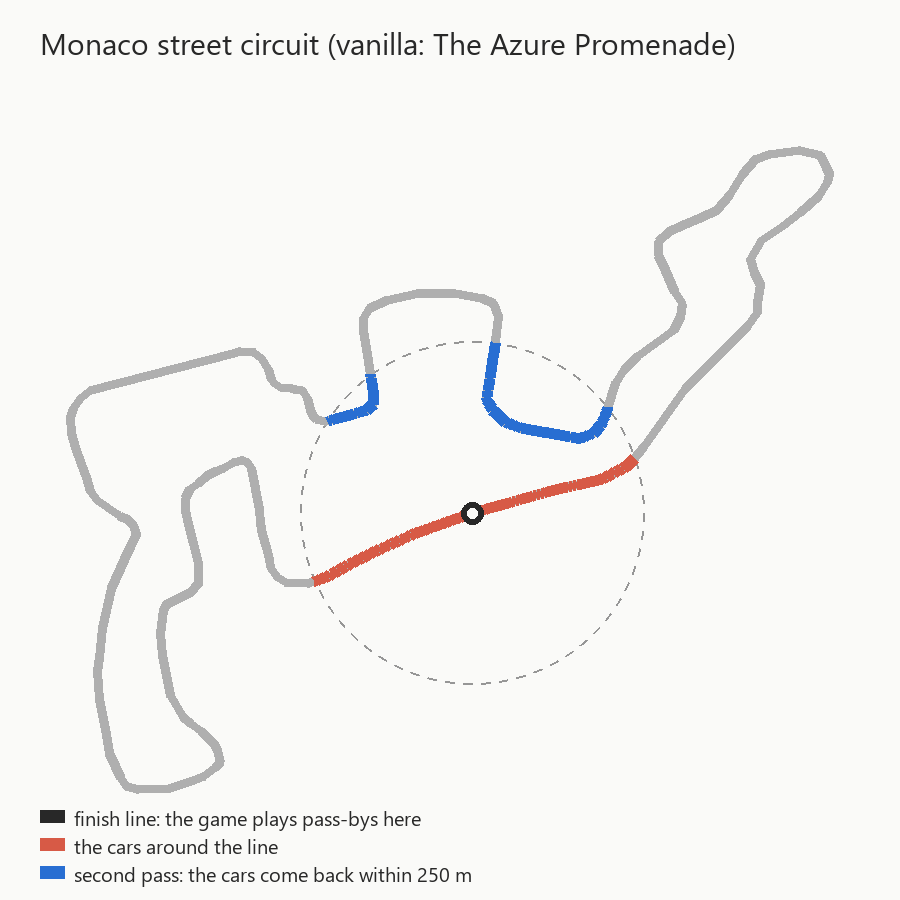 Monaco street circuit (vanilla: The Azure Promenade)
finish line: the game plays pass-bys here
the cars around the line
second pass: the cars come back within 250 m